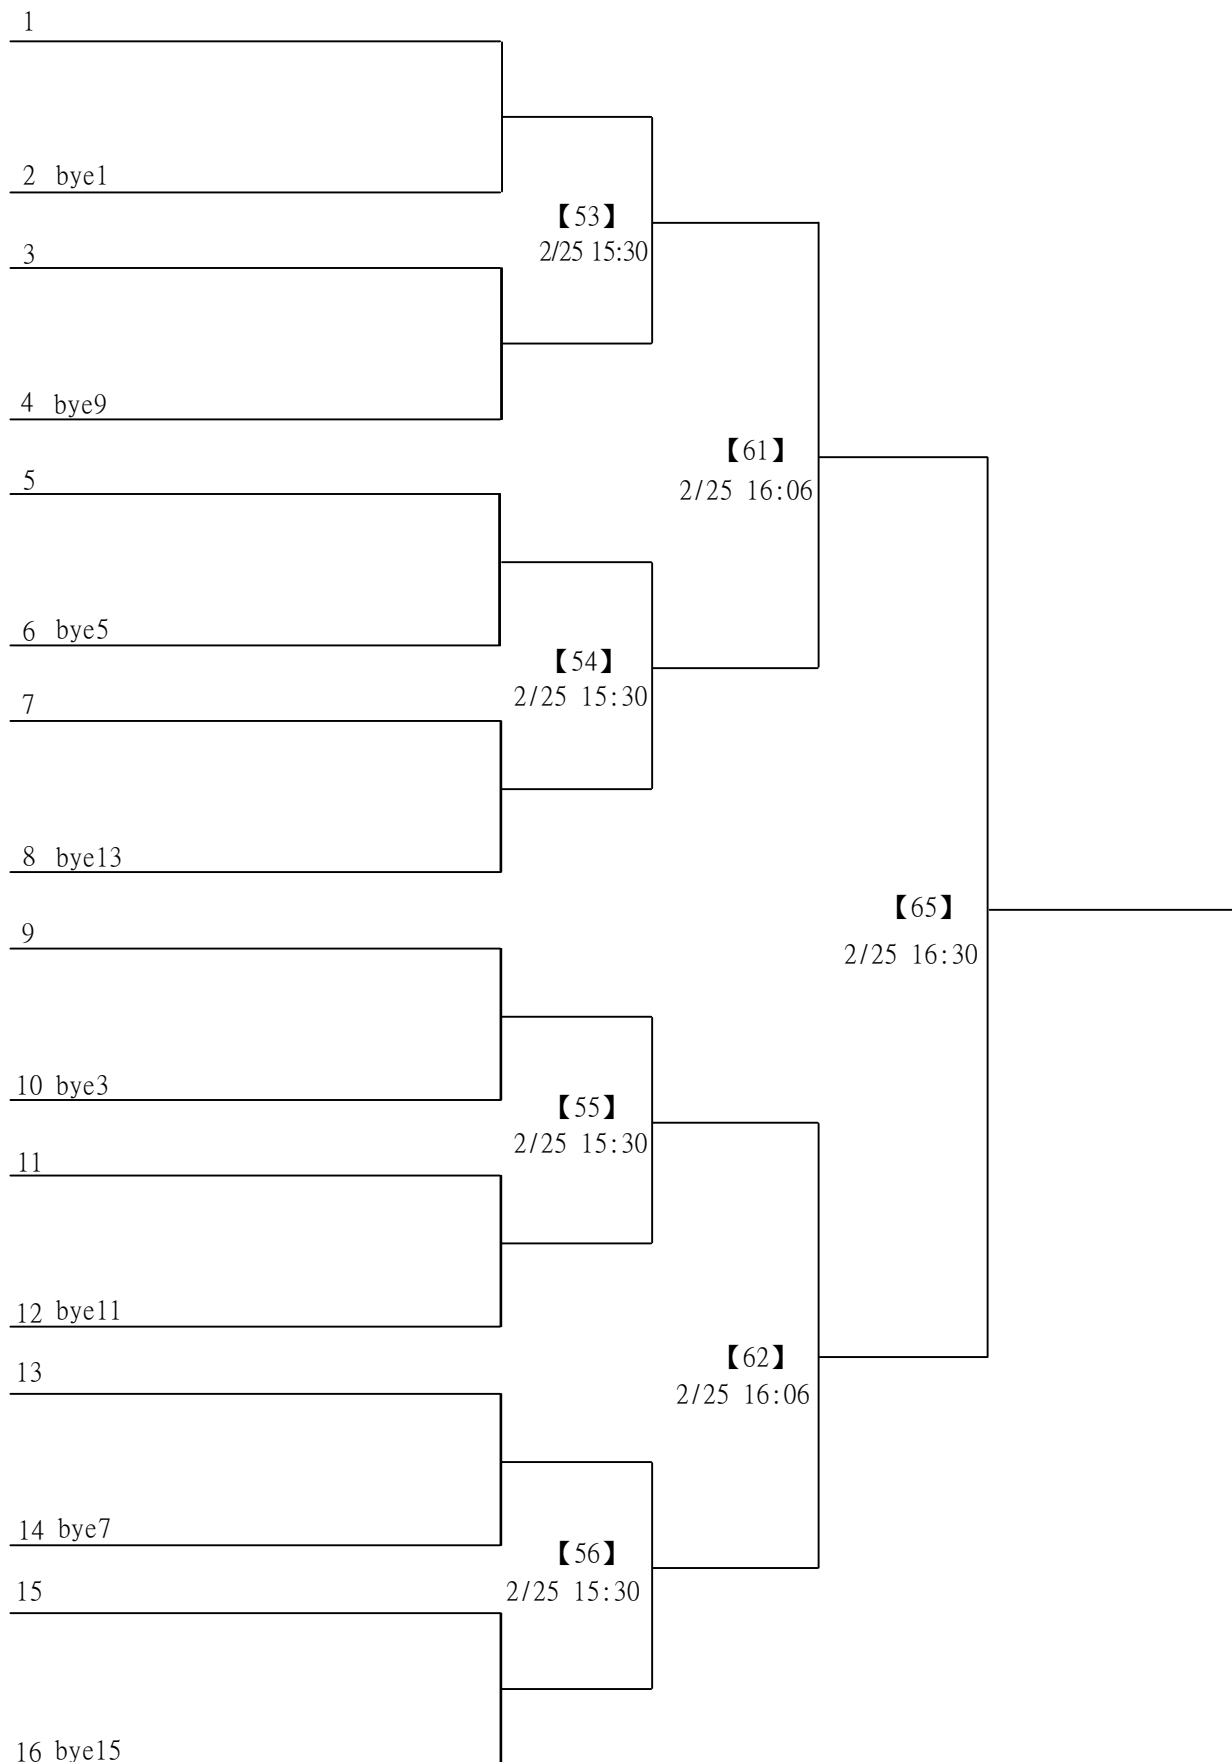 1
2 bye1
【53】
2/25 15:30
3
4 bye9
【61】
2/25 16:06
5
6 bye5
【54】
2/25 15:30
7
8 bye13
【65】
2/25 16:30
9
10 bye3
【55】
2/25 15:30
11
12 bye11
【62】
2/25 16:06
13
14 bye7
【56】
2/25 15:30
15
16 bye15